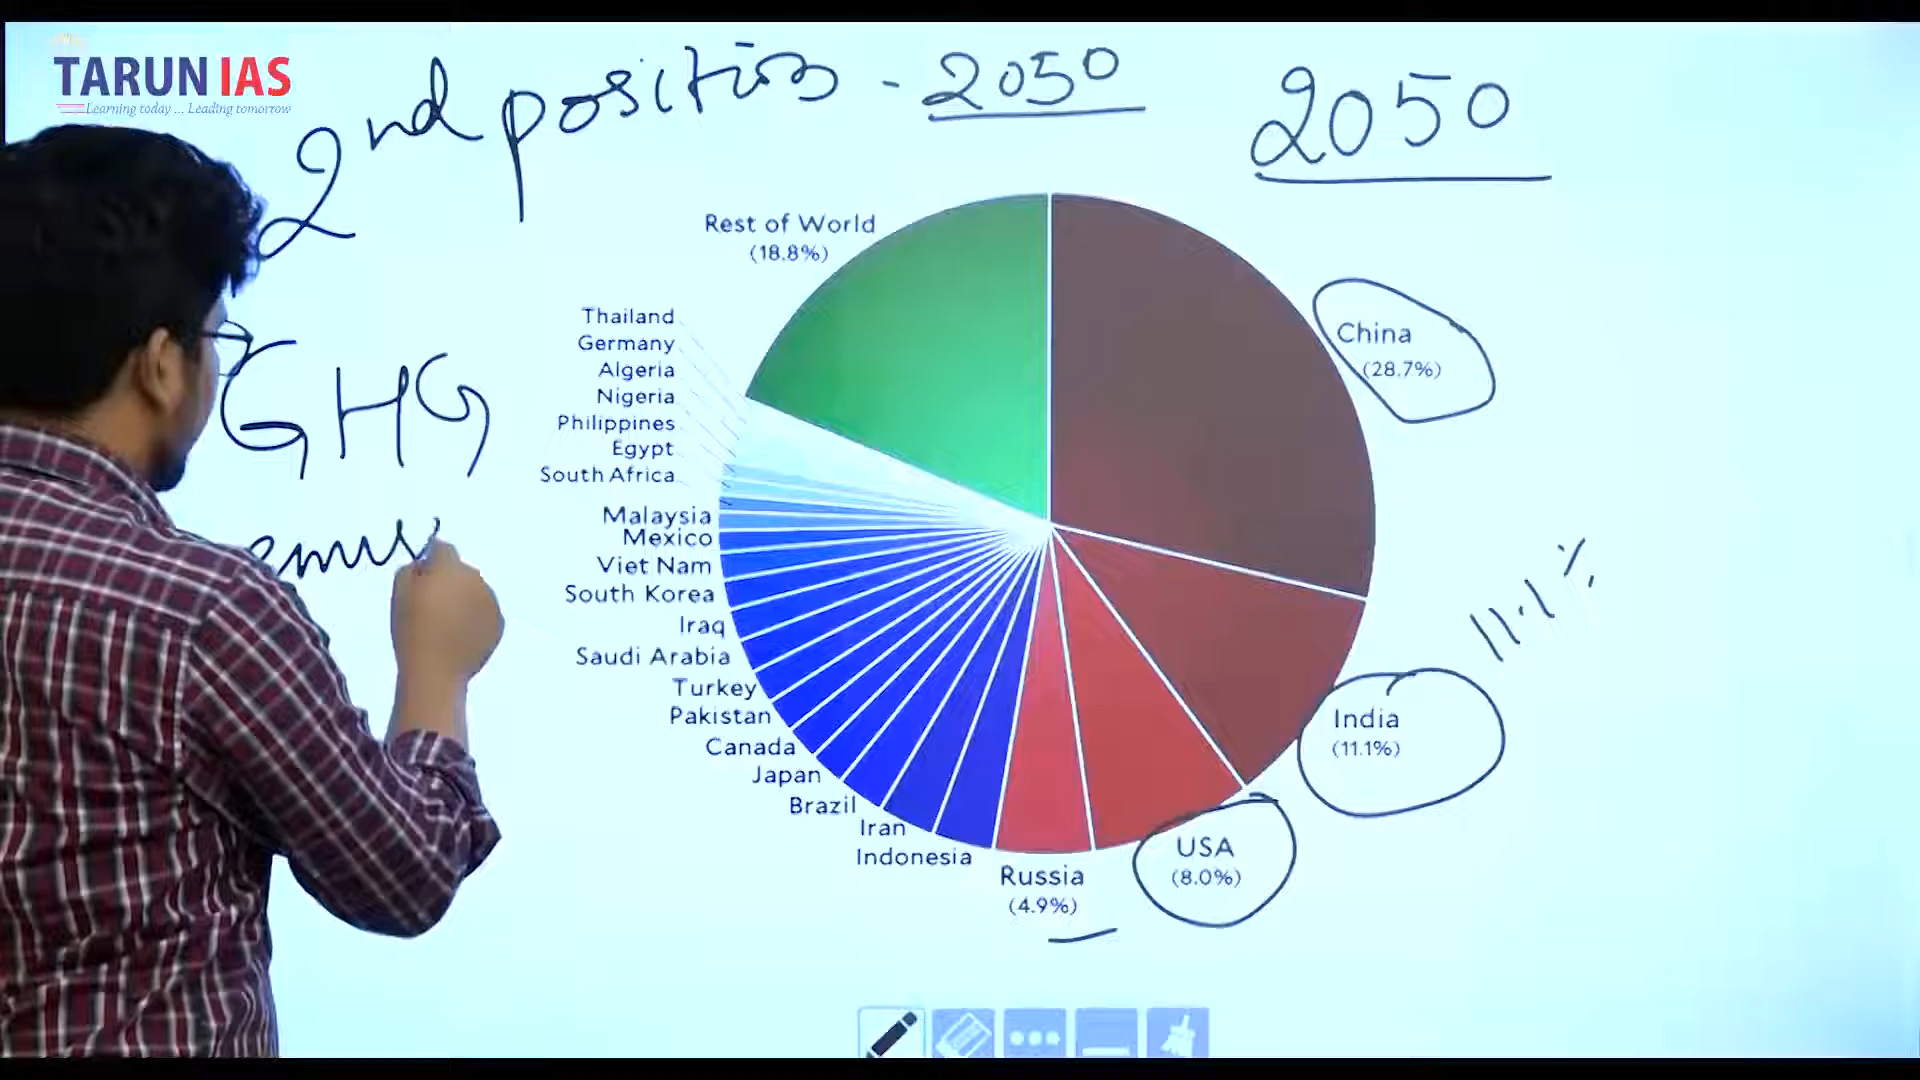 TARUN IAS
Learning today ... Leading tomorrow
2nd position - 2050
2050
Rest of World
(18.8%)
Thailand
Germany
Algeria
Nigeria
Philippines
Egypt
South Africa
Malaysia
Mexico
Viet Nam
South Korea
Iraq
Saudi Arabia
Turkey
Pakistan
Canada
Japan
Brazil
Iran
Indonesia
Russia
(4.9%)
USA
(8.0%)
India
(11.1%)
11.1%
China
(28.7%)
GHG